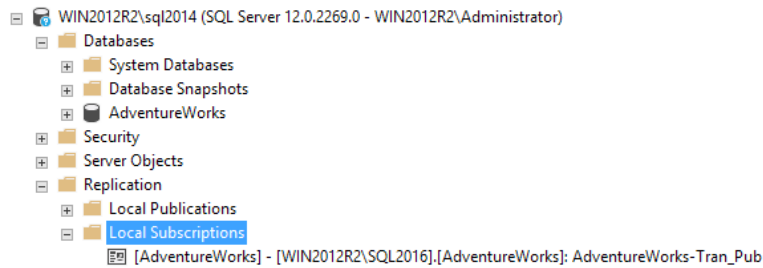 WIN2012R2\sql2014 (SQL Server 12.0.2269.0 - WIN2012R2\Administrator)
Databases
System Databases
Database Snapshots
AdventureWorks
Security
Server Objects
Replication
Local Publications
Local Subscriptions
[AdventureWorks] - [WIN2012R2\SQL2016].[AdventureWorks]: AdventureWorks-Tran_Pub